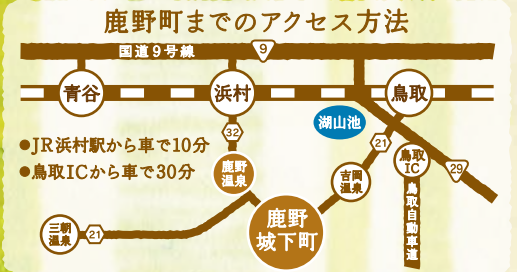 鹿野町までのアクセス方法
国道9号線
9
青谷
浜村
鳥取
湖山池
32
21
●JR浜村駅から車で10分
●鳥取ICから車で30分
鹿野
温泉
吉岡
温泉
鳥取
IC
29
鳥取自動車道
鹿野
城下町
三朝
温泉
21